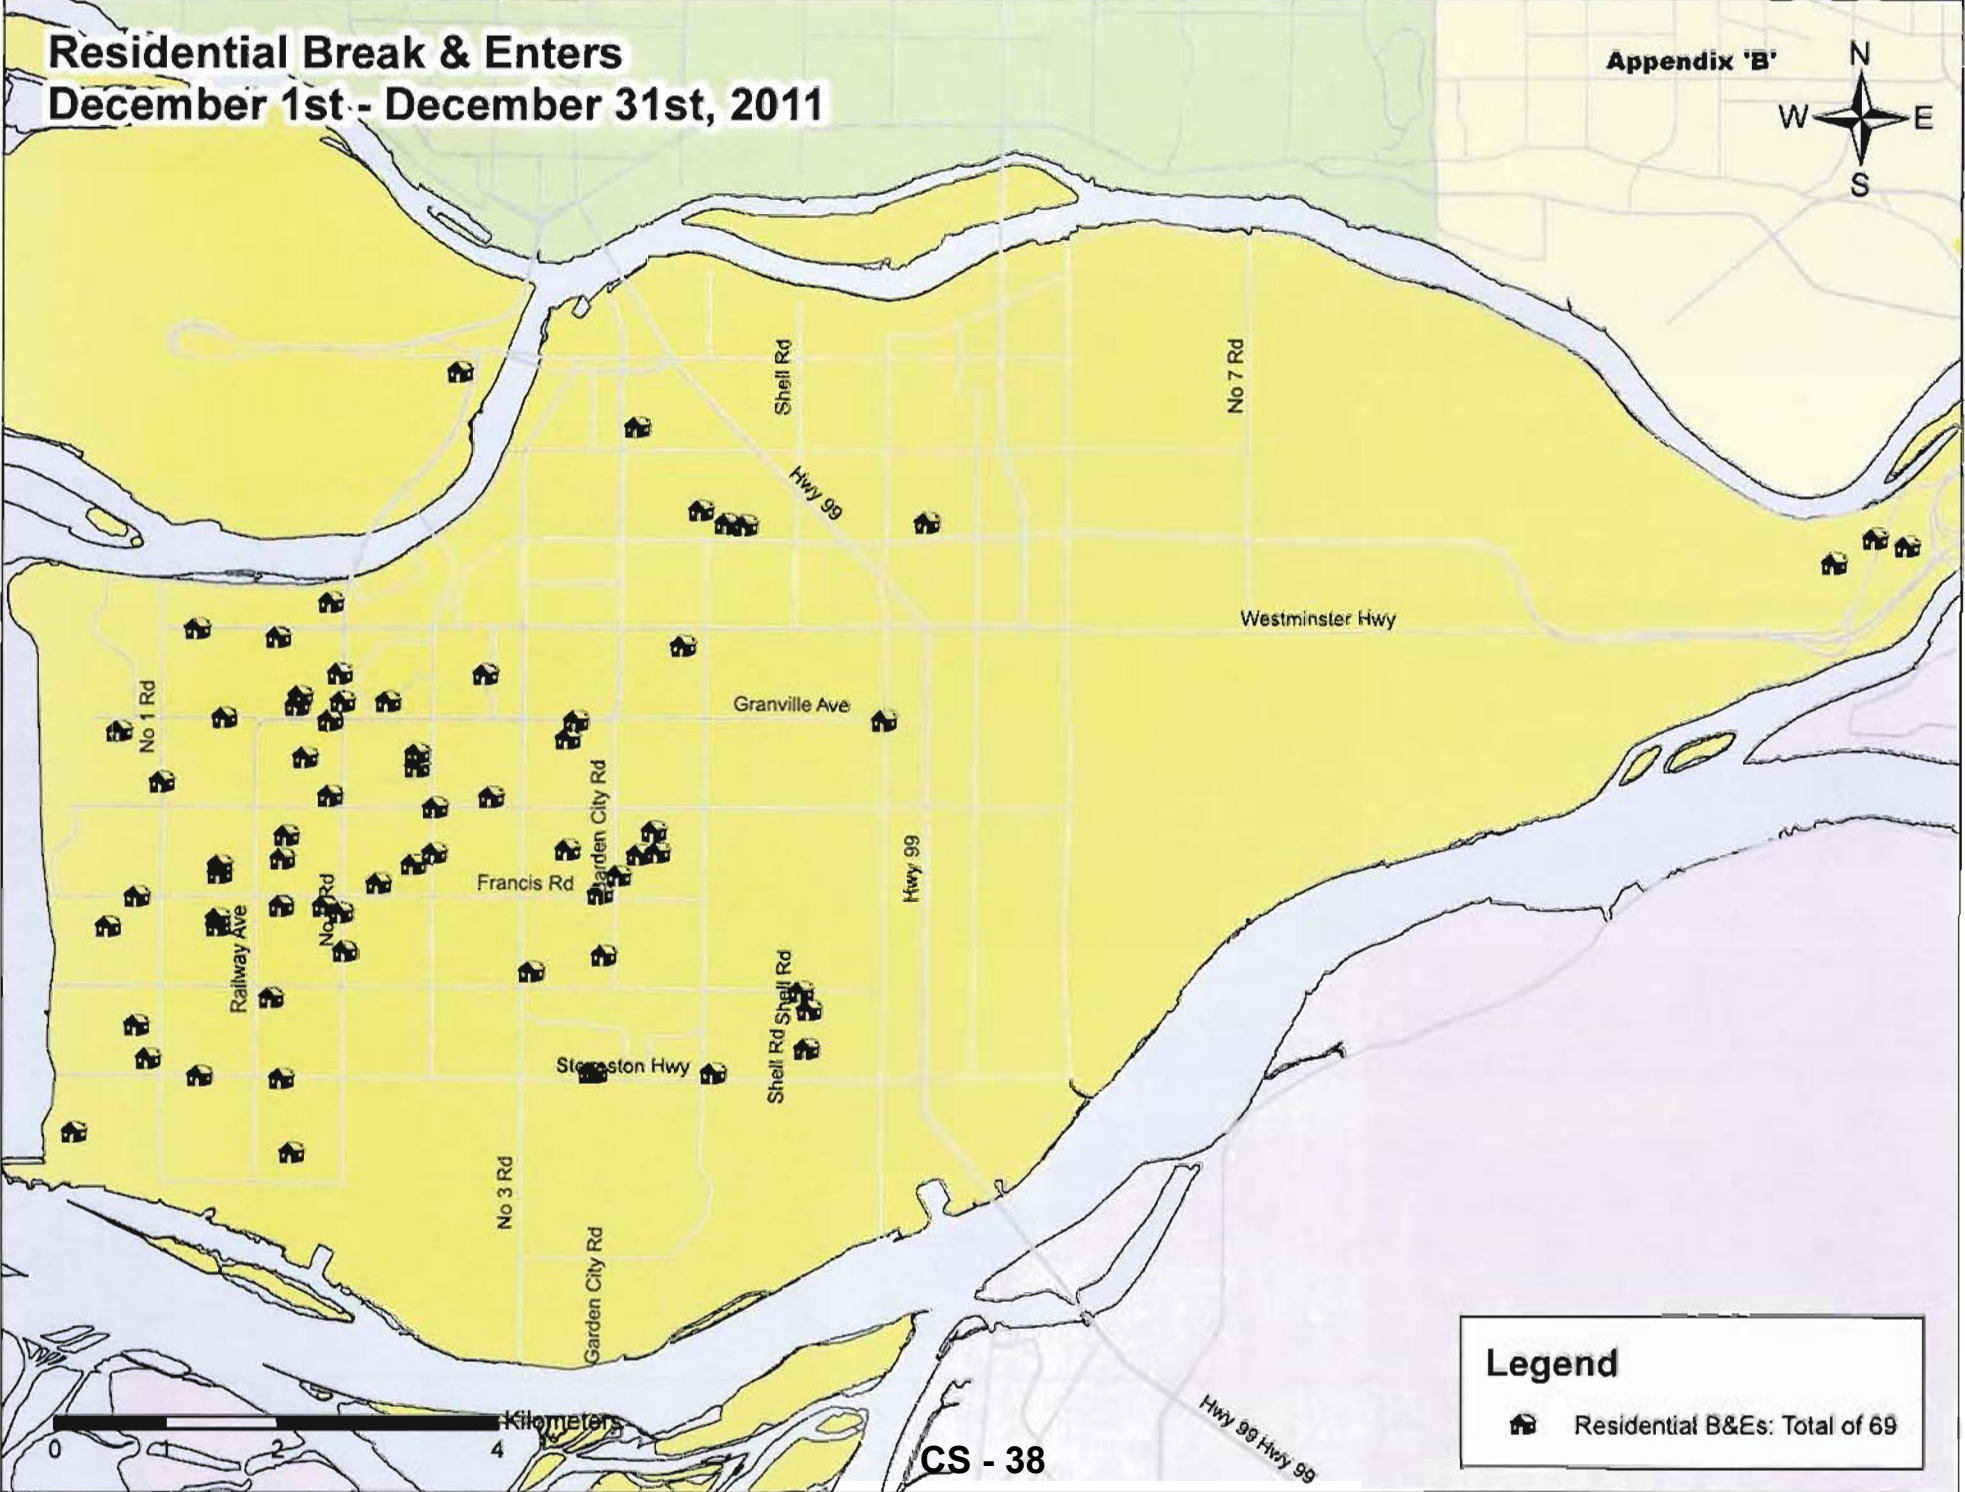 Residential Break & Enters
December 1st - December 31st, 2011
Appendix 'B'
N
W E
S
Shell Rd
No 7 Rd
Hwy 99
Westminster Hwy
No 1 Rd
Granville Ave
Garden City Rd
Hwy 99
Francis Rd
No Rd
Railway Ave
Shell Rd
Shell Rd
Steveston Hwy
No 3 Rd
Garden City Rd
Hwy 99 Hwy 99
Legend
Residential B&Es: Total of 69
Kilometers
0 1 2 4
CS - 38